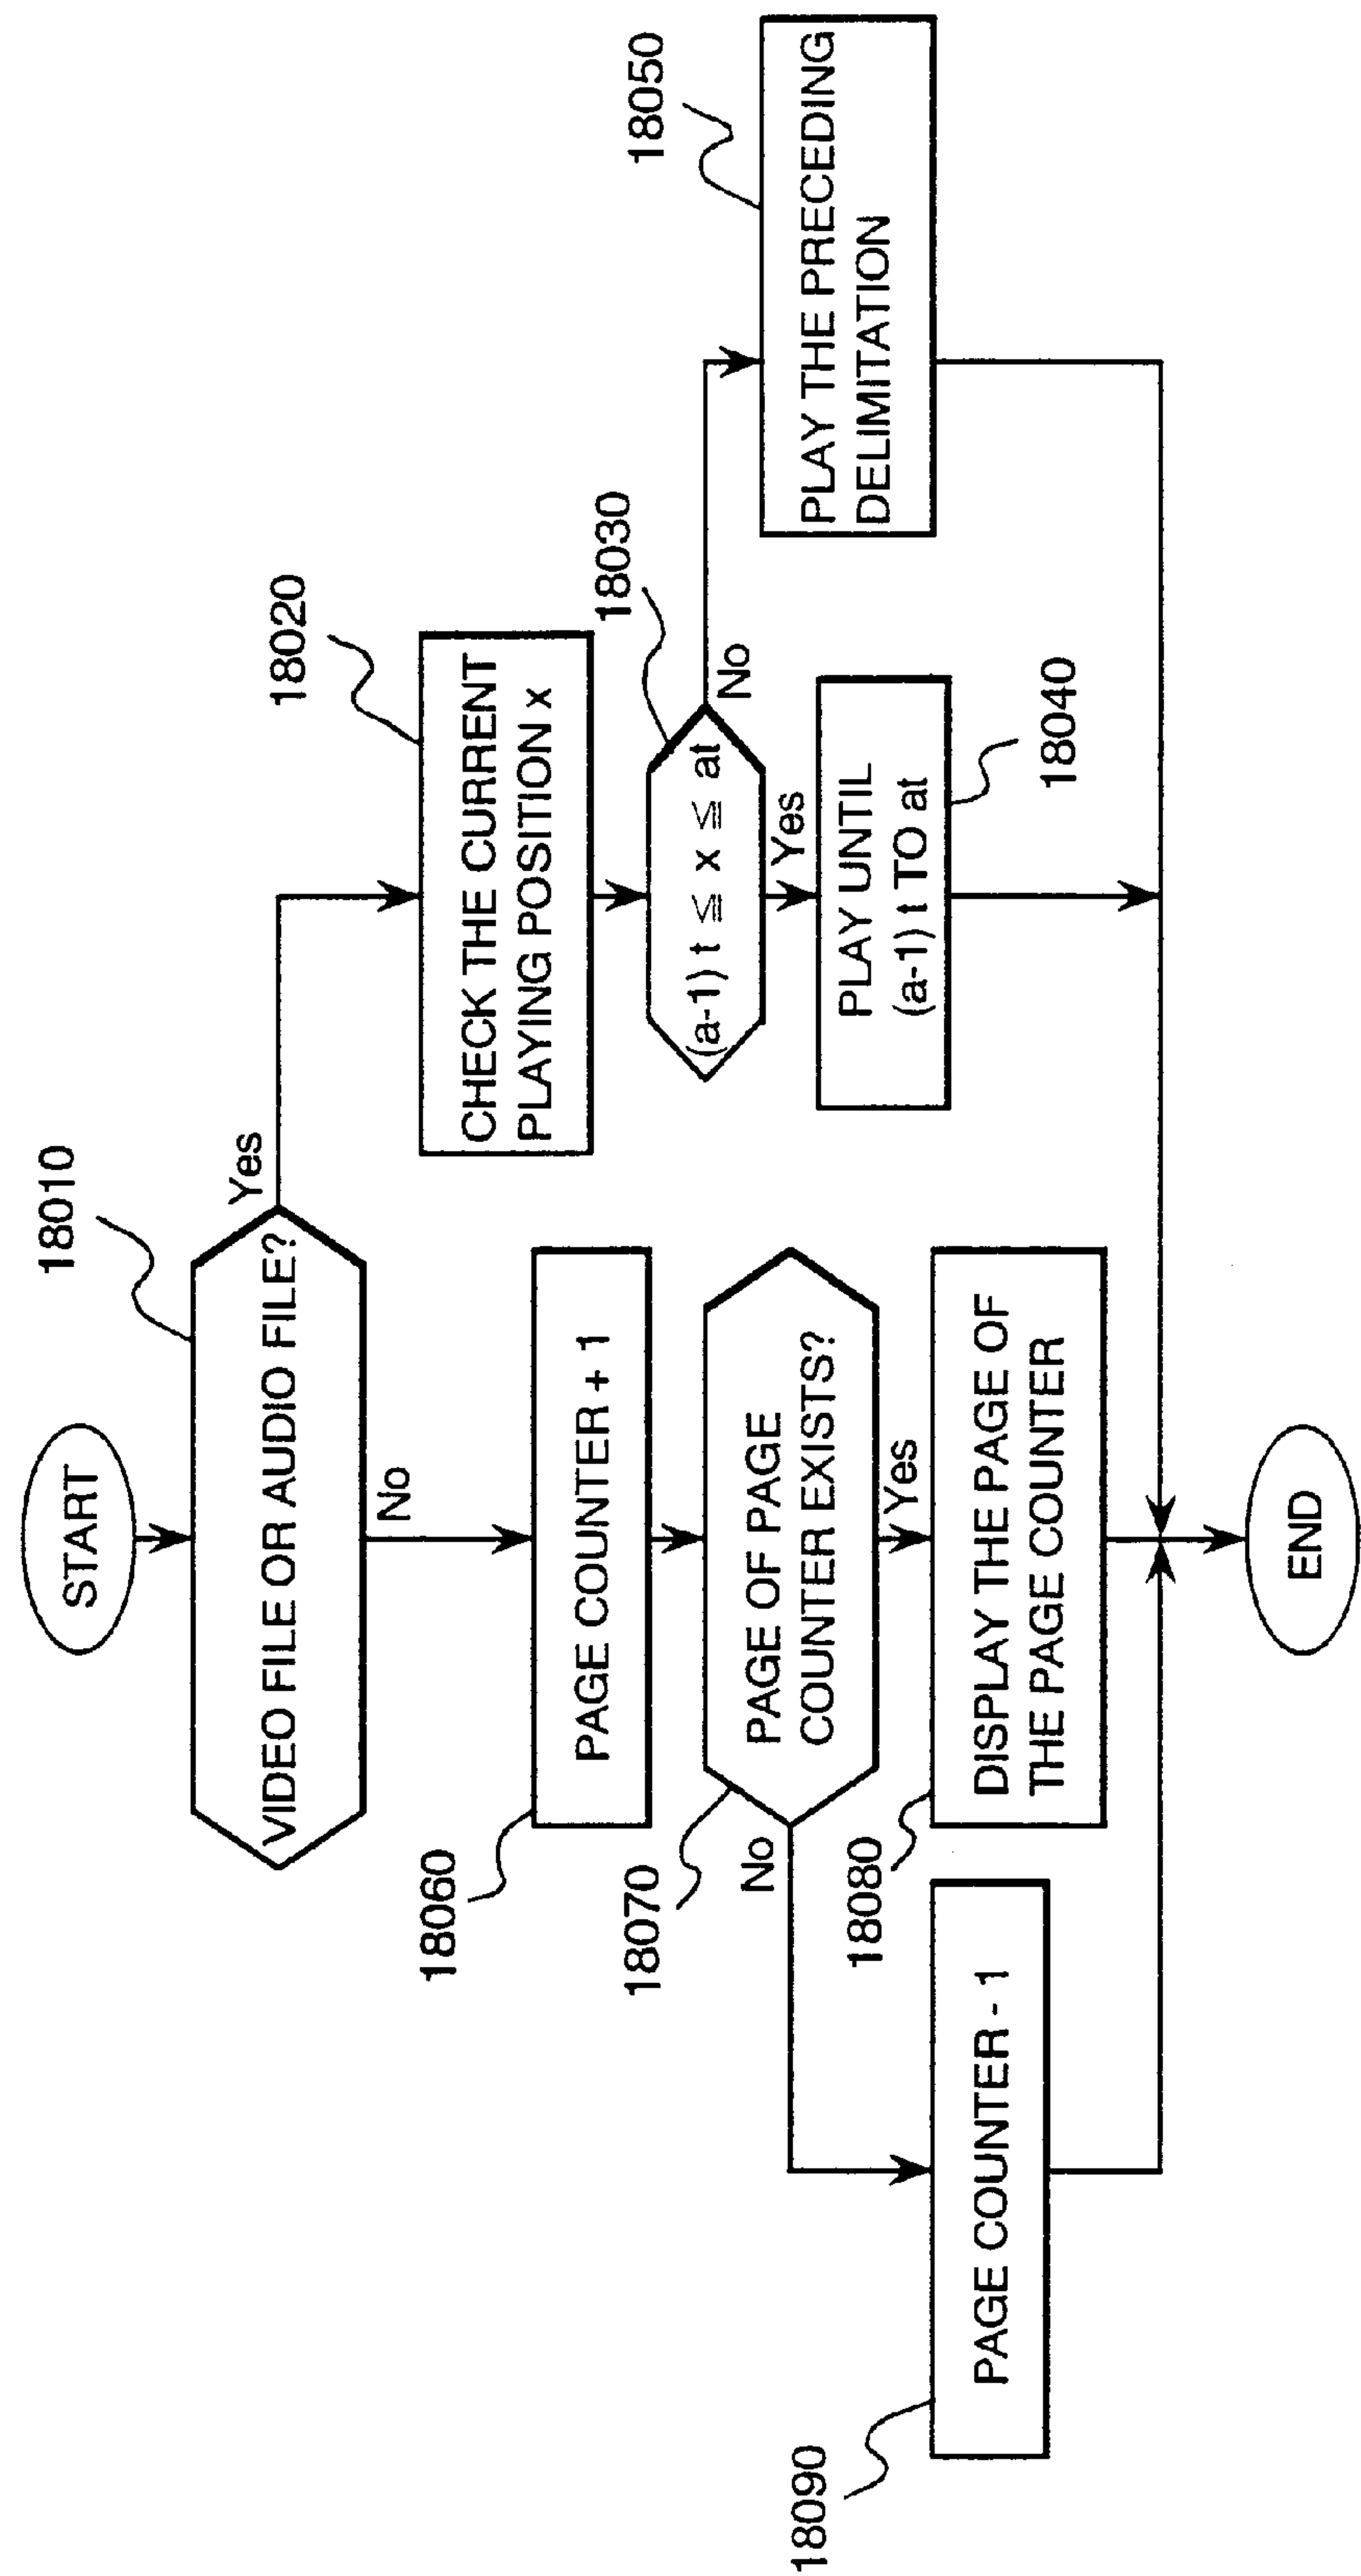 START
18010
VIDEO FILE OR AUDIO FILE?
Yes
No
18020
CHECK THE CURRENT
PLAYING POSITION x
18030
(a-1) t ≦ x ≦ at
No
Yes
18040
PLAY UNTIL
(a-1) t TO at
18050
PLAY THE PRECEDING
DELIMITATION
18060
PAGE COUNTER + 1
18070
PAGE OF PAGE
COUNTER EXISTS?
No
Yes
18080
DISPLAY THE PAGE OF
THE PAGE COUNTER
18090
PAGE COUNTER - 1
END